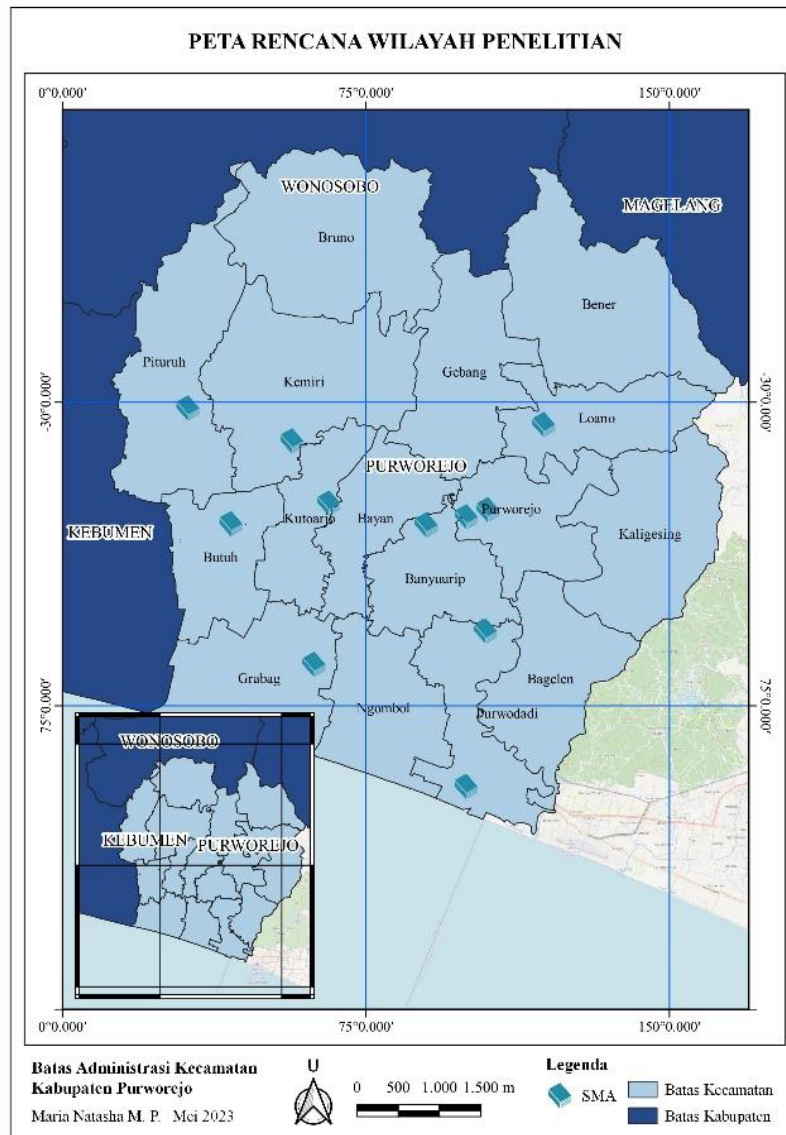 PETA RENCANA WILAYAH PENELITIAN
0°0.000' 75°0.000' 150°0.000'
WONOSOBO
MAGELANG
Bruno
Bener
Pituruh
Kemiri
Gebang
-30°0.000' -30°0.000'
Loano
PURWOREJO
KEBUMEN
Kutoarjo
Hayan
Purworejo
Butuh
Kaligesing
Banyuurip
Grabag
Bagelen
Ngombol
Purwodadi
75°0.000' 75°0.000'
WONOSOBO
KEBUMEN
PURWOREJO
0°0.000' 75°0.000' 150°0.000'
Batas Administrasi Kecamatan
Kabupaten Purworejo
Maria Natasha M. P. Mei 2023
U
0 500 1.000 1.500 m
Legenda
SMA
Batas Kecamatan
Batas Kabupaten